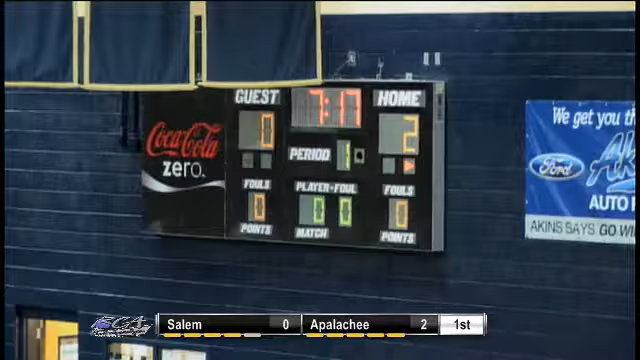 GUEST
7:17
HOME
0
2
PERIOD
1
Coca-Cola
zero.
FOULS
PLAYER-FOUL
FOULS
0
0 0
0
POINTS
MATCH
POINTS
We get you th
Ford
AUTO
AKINS SAYS, GO WI
Salem 0 Apalachee 2 1st